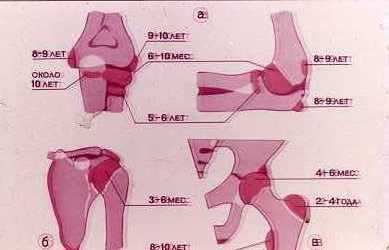 а
8-9 ЛЕТ
9-10 ЛЕТ
6-10 МЕС.
8-9 ЛЕТ
ОКОЛО
10 ЛЕТ
5-6 ЛЕТ
8-9 ЛЕТ
4-6 МЕС.
3-6 МЕС.
2-4 ГОДА
б
8-10 ЛЕТ
в